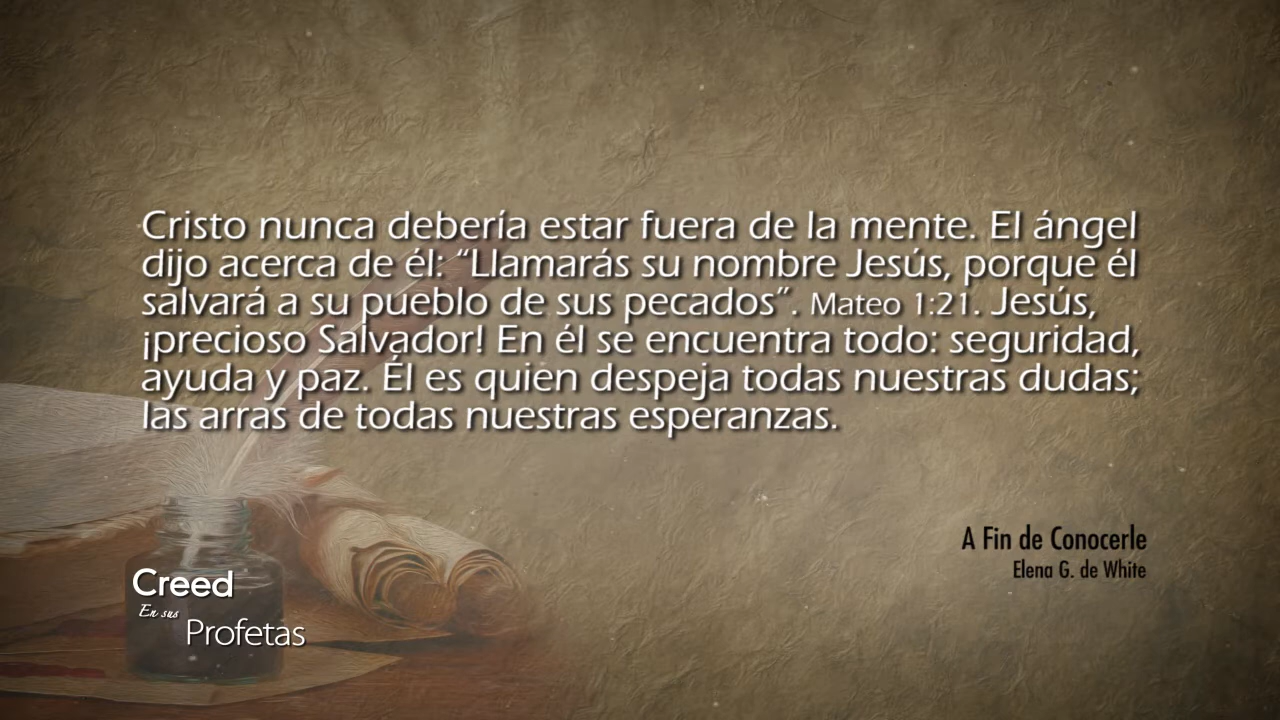 Cristo nunca debería estar fuera de la mente. El ángel
dijo acerca de él: “Llamarás su nombre Jesús, porque él
salvará a su pueblo de sus pecados”. Mateo 1:21. Jesús,
¡precioso Salvador! En él se encuentra todo: seguridad,
ayuda y paz. Él es quien despeja todas nuestras dudas;
las arras de todas nuestras esperanzas.
A Fin de Conocerle
Elena G. de White
Creed
En sus
Profetas